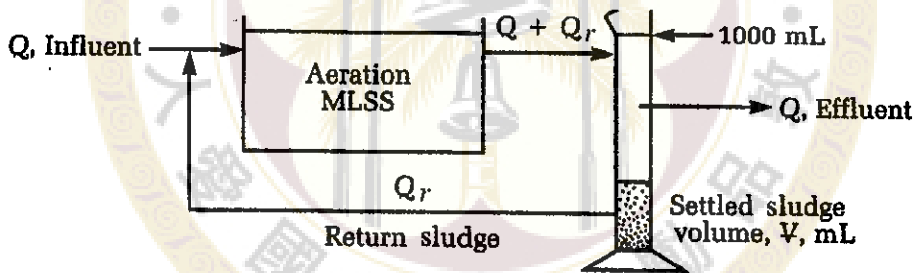 Q, Influent
Aeration
MLSS
Q + Qr
1000 mL
Q, Effluent
Qr
Return sludge
Settled sludge
volume, V, mL